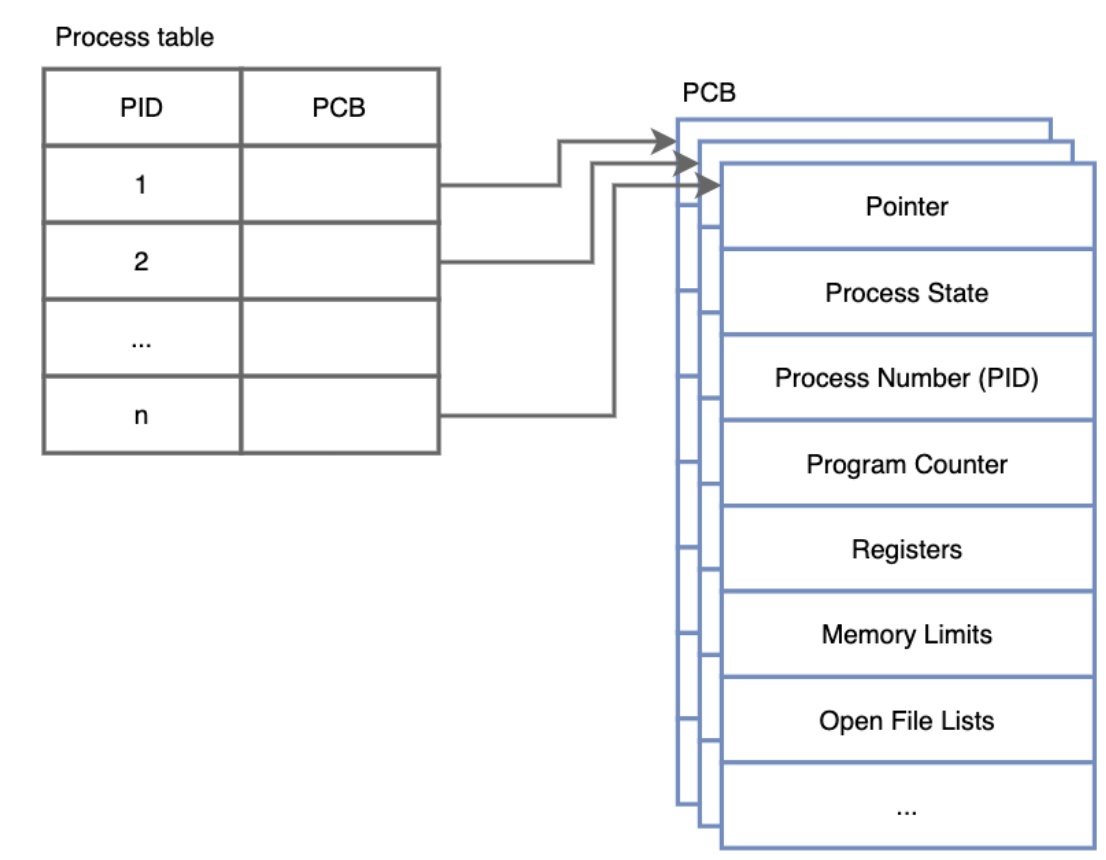 Process table
PID PCB
1
2
...
n
PCB
Pointer
Process State
Process Number (PID)
Program Counter
Registers
Memory Limits
Open File Lists
...